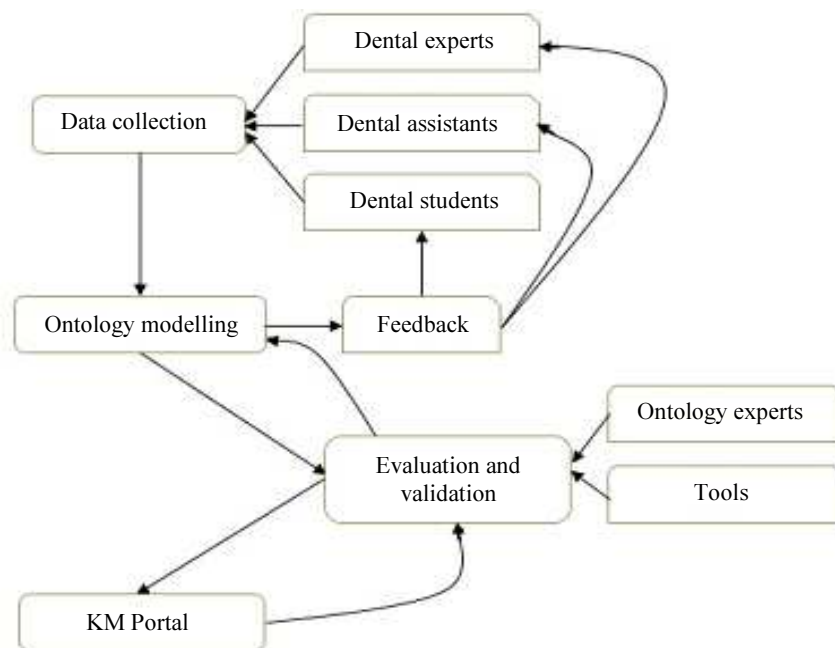 Dental experts
Data collection
Dental assistants
Dental students
Ontology modelling
Feedback
Ontology experts
Evaluation and
validation
Tools
KM Portal